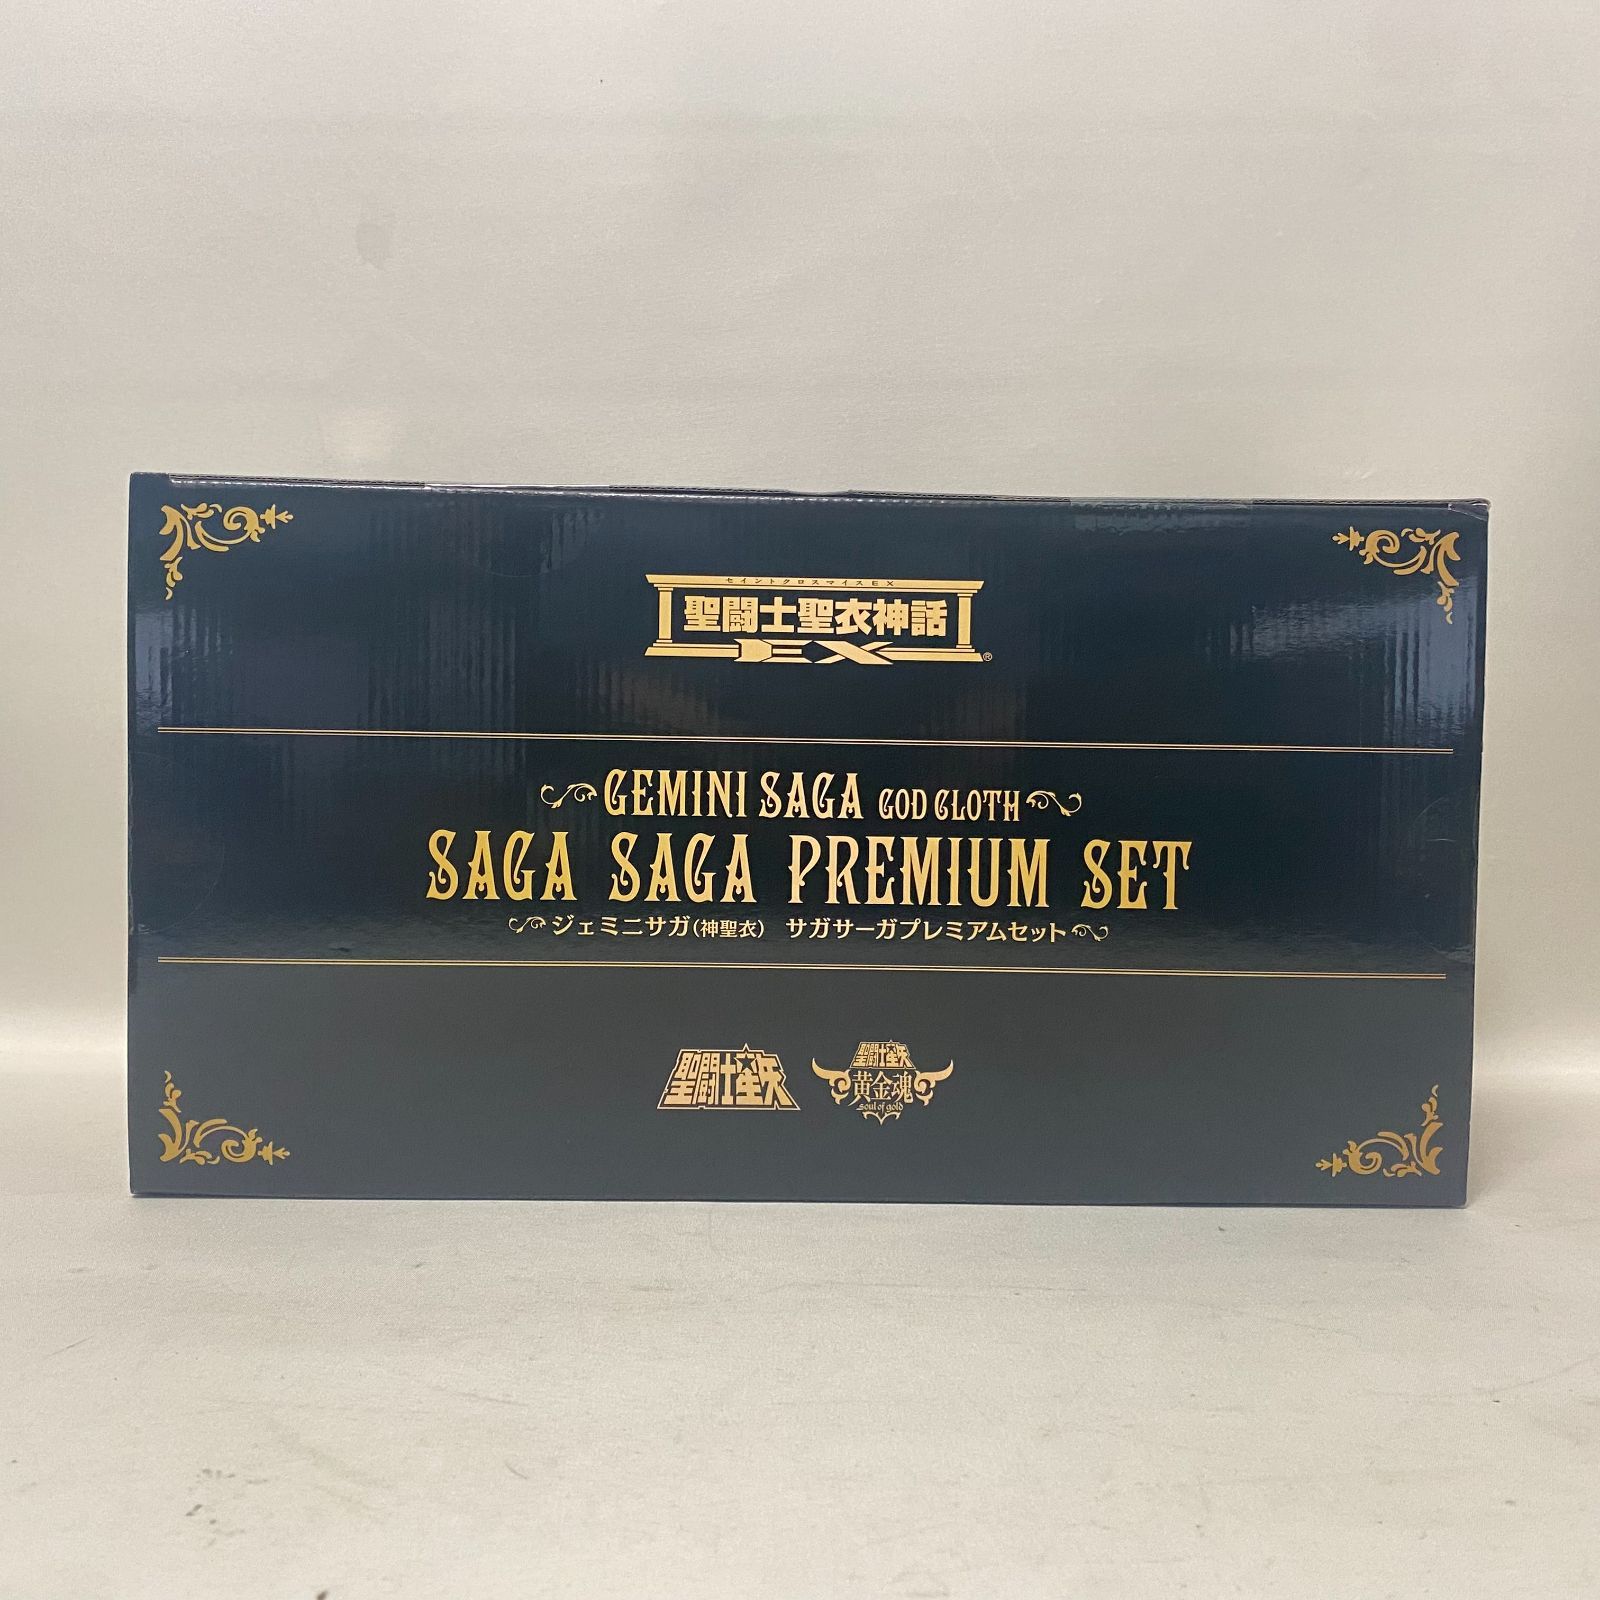 セイントクロスマイスEX
聖闘士聖衣神話
EX®
GEMINI SAGA GOD CLOTH
SAGA SAGA PREMIUM SET
ジェミニサガ(神聖衣) サガサーガプレミアムセット
聖闘士星矢
聖闘士星矢
黄金魂
soul of gold